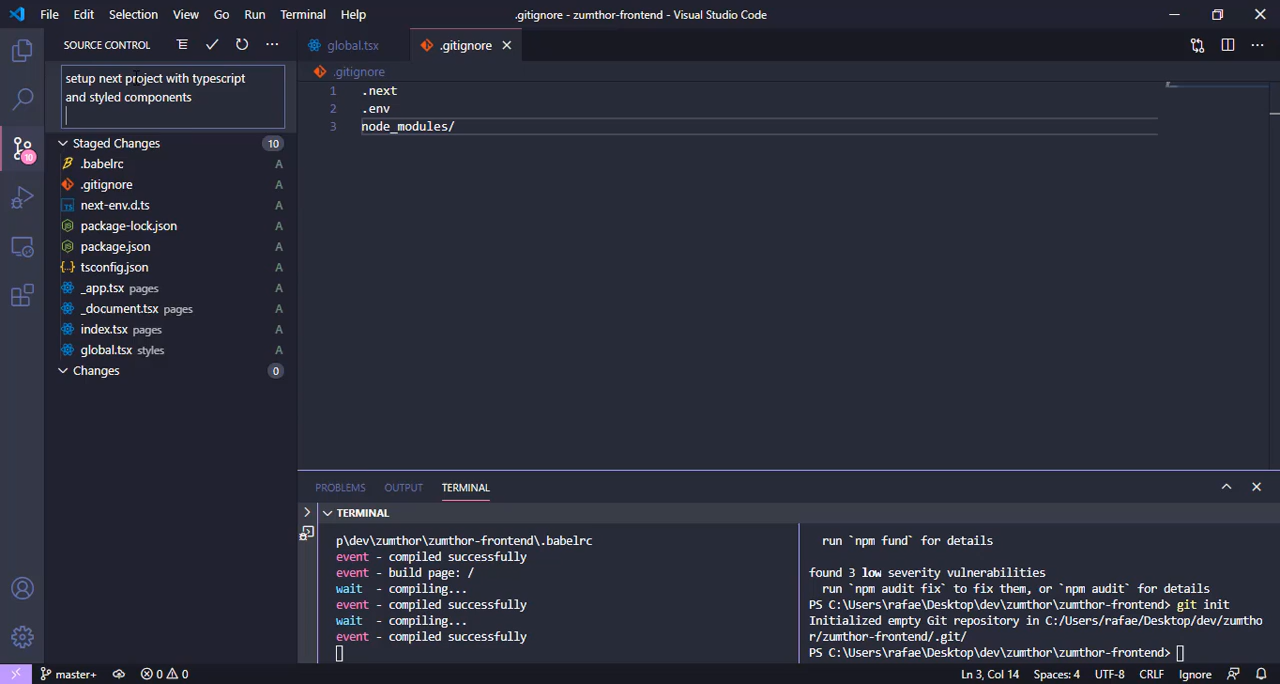 File Edit Selection View Go Run Terminal Help .gitignore - zumthor-frontend - Visual Studio Code
SOURCE CONTROL
global.tsx .gitignore
setup next project with typescript
and styled components
Staged Changes 10
.babelrc A
.gitignore A
next-env.d.ts A
package-lock.json A
package.json A
tsconfig.json A
_app.tsx pages A
_document.tsx pages A
index.tsx pages A
global.tsx styles A
Changes 0
10
.gitignore
1 .next
2 .env
3 node_modules/
PROBLEMS OUTPUT TERMINAL
TERMINAL
p\dev\zumthor\zumthor-frontend\.babelrc
event - compiled successfully
event - build page: /
wait - compiling...
event - compiled successfully
wait - compiling...
event - compiled successfully
run `npm fund` for details
found 3 low severity vulnerabilities
run `npm audit fix` to fix them, or `npm audit` for details
PS C:\Users\rafae\Desktop\dev\zumthor\zumthor-frontend> git init
Initialized empty Git repository in C:/Users/rafae/Desktop/dev/zumtho
r/zumthor-frontend/.git/
PS C:\Users\rafae\Desktop\dev\zumthor\zumthor-frontend>
master+ 0 0 Ln 3, Col 14 Spaces: 4 UTF-8 CRLF Ignore